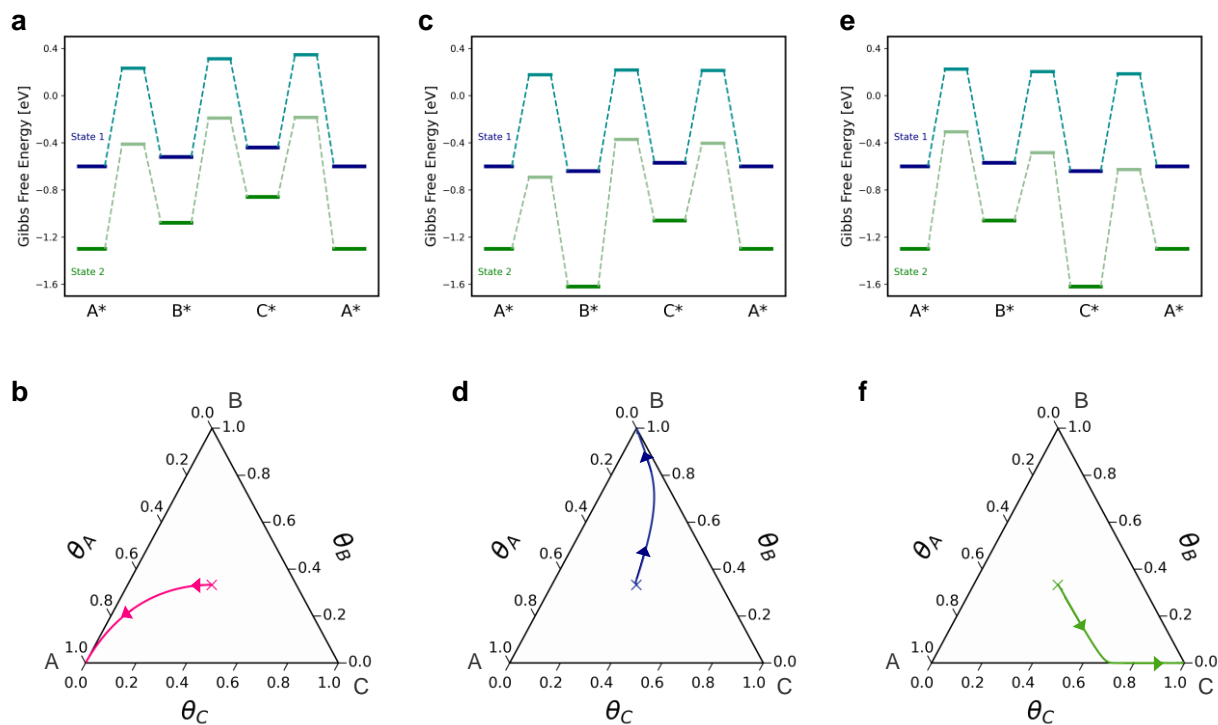 a
Gibbs Free Energy [eV]
0.4
0.0
−0.4
−0.8
−1.2
−1.6
State 1
State 2
A* B* C* A*
c
Gibbs Free Energy [eV]
0.4
0.0
−0.4
−0.8
−1.2
−1.6
State 1
State 2
A* B* C* A*
e
Gibbs Free Energy [eV]
0.4
0.0
−0.4
−0.8
−1.2
−1.6
State 1
State 2
A* B* C* A*
b
B
0.0 1.0
0.2 0.8
0.4 0.6
θA θB
0.6 0.4
0.8 0.2
1.0 0.0
A C
0.0 0.2 0.4 0.6 0.8 1.0
θC
d
B
0.0 1.0
0.2 0.8
0.4 0.6
θA θB
0.6 0.4
0.8 0.2
1.0 0.0
A C
0.0 0.2 0.4 0.6 0.8 1.0
θC
f
B
0.0 1.0
0.2 0.8
0.4 0.6
θA θB
0.6 0.4
0.8 0.2
1.0 0.0
A C
0.0 0.2 0.4 0.6 0.8 1.0
θC